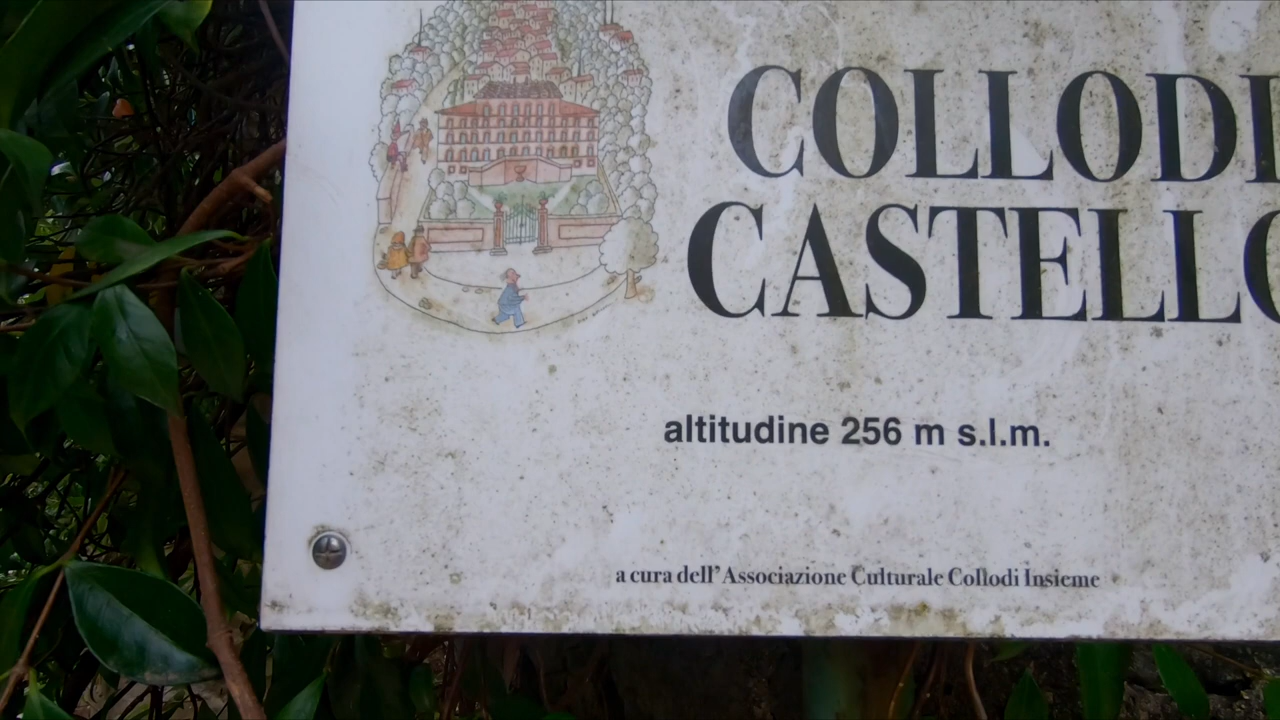 COLLODI
CASTELLO
altitudine 256 m s.l.m.
a cura dell'Associazione Culturale Collodi Insieme